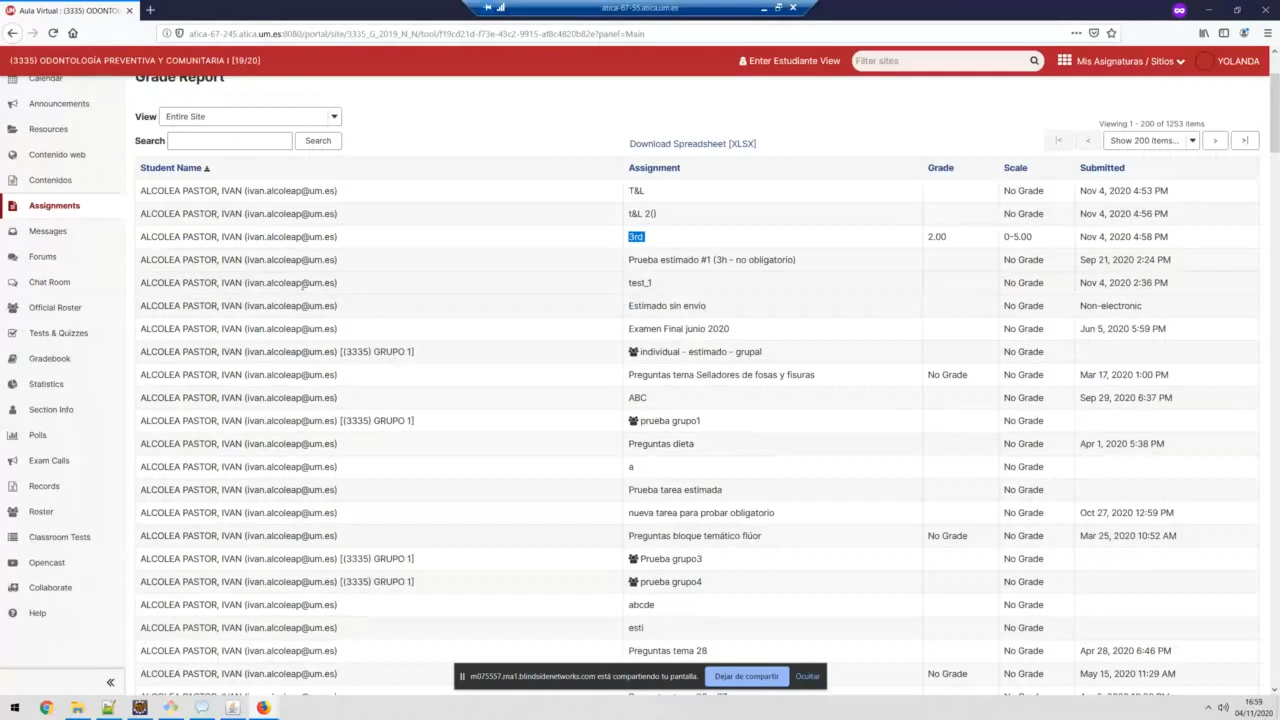 Aula Virtual : (3335) ODONTOL
atica-67-55.atica.um.es
atica-67-245.atica.um.es:8080/portal/site/3335_G_2019_N_N/tool/f19cd21d-f73e-43c2-9915-af8c4820b82e?panel=Main
(3335) ODONTOLOGÍA PREVENTIVA Y COMUNITARIA I [19/20]
Enter Estudiante View
Filter sites
Mis Asignaturas / Sitios
YOLANDA
Calendar
Announcements
Resources
Contenido web
Contenidos
Assignments
Messages
Forums
Chat Room
Official Roster
Tests & Quizzes
Gradebook
Statistics
Section Info
Polls
Exam Calls
Records
Roster
Classroom Tests
Opencast
Collaborate
Help
Grade Report
View Entire Site
Viewing 1 - 200 of 1253 items
Search Search
Download Spreadsheet [XLSX]
|< < Show 200 items... > >|
Student Name Assignment Grade Scale Submitted
ALCOLEA PASTOR, IVAN (ivan.alcoleap@um.es) T&L No Grade Nov 4, 2020 4:53 PM
ALCOLEA PASTOR, IVAN (ivan.alcoleap@um.es) t&L 2() No Grade Nov 4, 2020 4:56 PM
ALCOLEA PASTOR, IVAN (ivan.alcoleap@um.es) 3rd 2.00 0-5.00 Nov 4, 2020 4:58 PM
ALCOLEA PASTOR, IVAN (ivan.alcoleap@um.es) Prueba estimado #1 (3h - no obligatorio) No Grade Sep 21, 2020 2:24 PM
ALCOLEA PASTOR, IVAN (ivan.alcoleap@um.es) test_1 No Grade Nov 4, 2020 2:36 PM
ALCOLEA PASTOR, IVAN (ivan.alcoleap@um.es) Estimado sin envio No Grade Non-electronic
ALCOLEA PASTOR, IVAN (ivan.alcoleap@um.es) Examen Final junio 2020 No Grade Jun 5, 2020 5:59 PM
ALCOLEA PASTOR, IVAN (ivan.alcoleap@um.es) [(3335) GRUPO 1] individual - estimado - grupal No Grade
ALCOLEA PASTOR, IVAN (ivan.alcoleap@um.es) Preguntas tema Selladores de fosas y fisuras No Grade No Grade Mar 17, 2020 1:00 PM
ALCOLEA PASTOR, IVAN (ivan.alcoleap@um.es) ABC No Grade Sep 29, 2020 6:37 PM
ALCOLEA PASTOR, IVAN (ivan.alcoleap@um.es) [(3335) GRUPO 1] prueba grupo1 No Grade
ALCOLEA PASTOR, IVAN (ivan.alcoleap@um.es) Preguntas dieta No Grade Apr 1, 2020 5:38 PM
ALCOLEA PASTOR, IVAN (ivan.alcoleap@um.es) a No Grade
ALCOLEA PASTOR, IVAN (ivan.alcoleap@um.es) Prueba tarea estimada No Grade
ALCOLEA PASTOR, IVAN (ivan.alcoleap@um.es) nueva tarea para probar obligatorio No Grade Oct 27, 2020 12:59 PM
ALCOLEA PASTOR, IVAN (ivan.alcoleap@um.es) Preguntas bloque temático flúor No Grade No Grade Mar 25, 2020 10:52 AM
ALCOLEA PASTOR, IVAN (ivan.alcoleap@um.es) [(3335) GRUPO 1] Prueba grupo3 No Grade
ALCOLEA PASTOR, IVAN (ivan.alcoleap@um.es) [(3335) GRUPO 1] prueba grupo4 No Grade
ALCOLEA PASTOR, IVAN (ivan.alcoleap@um.es) abcde No Grade
ALCOLEA PASTOR, IVAN (ivan.alcoleap@um.es) esti No Grade
ALCOLEA PASTOR, IVAN (ivan.alcoleap@um.es) Preguntas tema 28 No Grade Apr 28, 2020 6:46 PM
ALCOLEA PASTOR, IVAN (ivan.alcoleap@um.es) No Grade No Grade May 15, 2020 11:29 AM
m075557.rna1.blindsidenetworks.com está compartiendo tu pantalla. Dejar de compartir Ocultar
16:59
04/11/2020